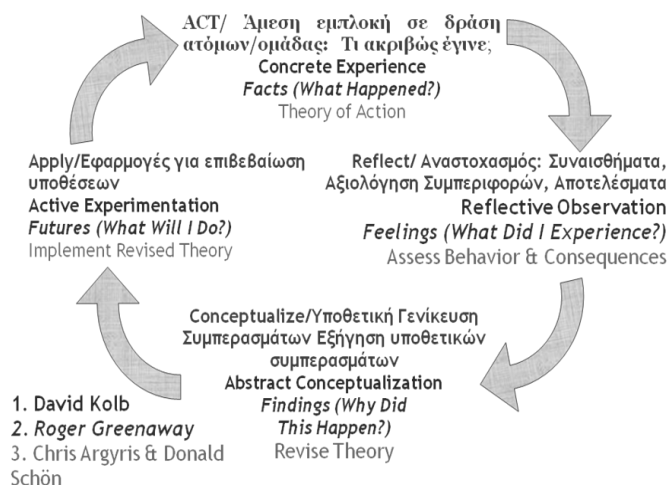 ACT/ Άμεση εμπλοκή σε δράση
ατόμων/ομάδας: Τι ακριβώς έγινε;
Concrete Experience
Facts (What Happened?)
Theory of Action
Reflect/ Αναστοχασμός: Συναισθήματα,
Αξιολόγηση Συμπεριφορών, Αποτελέσματα
Reflective Observation
Feelings (What Did I Experience?)
Assess Behavior & Consequences
Conceptualize/Υποθετική Γενίκευση
Συμπερασμάτων Εξήγηση υποθετικών
συμπερασμάτων
Abstract Conceptualization
Findings (Why Did
This Happen?)
Revise Theory
Apply/Εφαρμογές για επιβεβαίωση
υποθέσεων
Active Experimentation
Futures (What Will I Do?)
Implement Revised Theory
1. David Kolb
2. Roger Greenaway
3. Chris Argyris & Donald
Schön